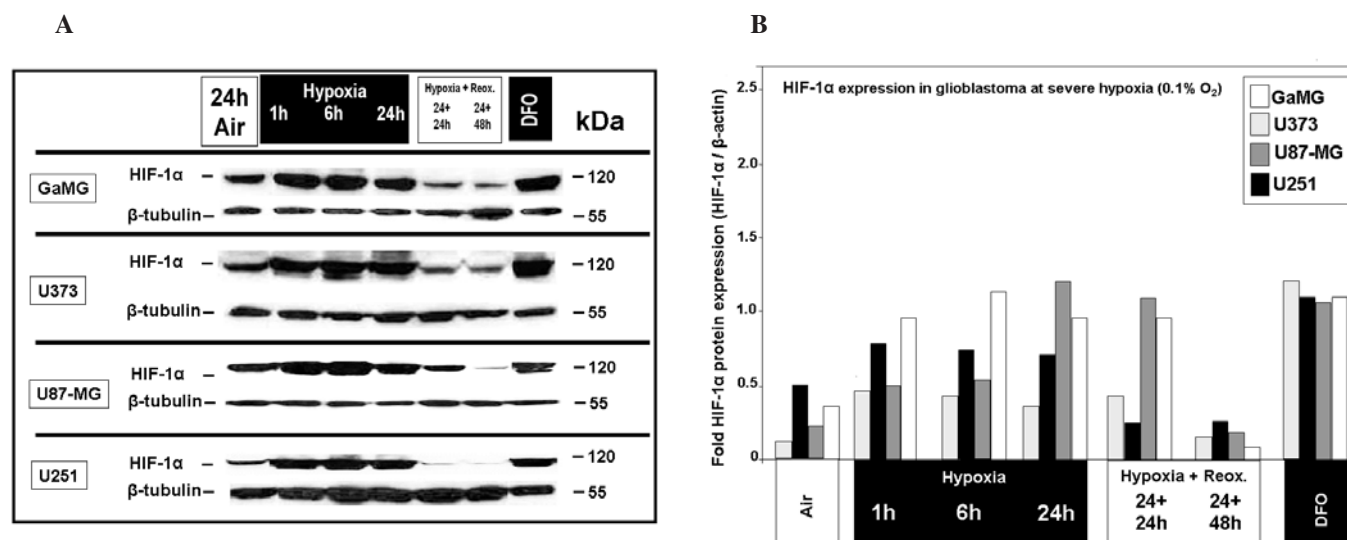 A
24h
Air
Hypoxia
1h 6h 24h
Hypoxia + Reox.
24+ 24+
24h 48h
DFO
kDa
GaMG
HIF-1α – – 120
β-tubulin – – 55
U373
HIF-1α – – 120
β-tubulin – – 55
U87-MG
HIF-1α – – 120
β-tubulin – – 55
U251
HIF-1α – – 120
β-tubulin – – 55
B
HIF-1α expression in glioblastoma at severe hypoxia (0.1% O₂)
GaMG
U373
U87-MG
U251
Fold HIF-1α protein expression (HIF-1α / β-actin)
2.5
2.0
1.5
1.0
0.5
0
Air
Hypoxia
1h 6h 24h
Hypoxia + Reox.
24+ 24+
24h 48h
DFO